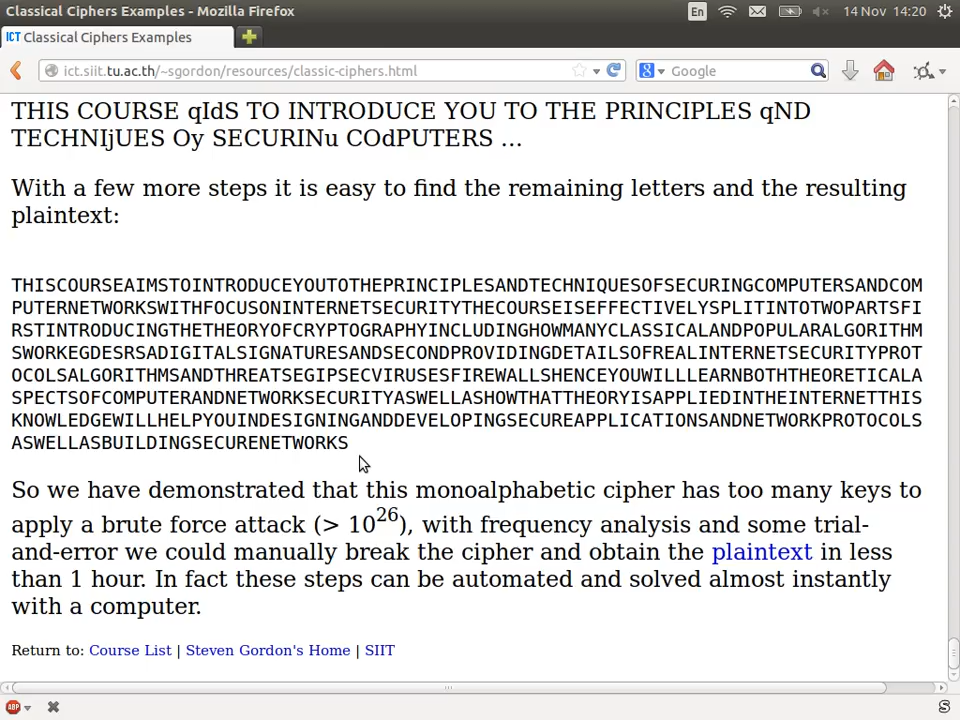 Classical Ciphers Examples - Mozilla Firefox
En
14 Nov 14:20
ICT Classical Ciphers Examples
ict.siit.tu.ac.th/~sgordon/resources/classic-ciphers.html
Google
THIS COURSE qIdS TO INTRODUCE YOU TO THE PRINCIPLES qND
TECHNIjUES Oy SECURINu COdPUTERS ...
With a few more steps it is easy to find the remaining letters and the resulting
plaintext:
THISCOURSEAIMSTOINTRODUCEYOUTOTHEPRINCIPLESANDTECHNIQUESOFSECURINGCOMPUTERSANDCOM
PUTERNETWORKSWITHFOCUSONINTERNETSECURITYTHECOURSEISEFFECTIVELYSPLITINTOTWOPARTSFI
RSTINTRODUCINGTHETHEORYOFCRYPTOGRAPHYINCLUDINGHOWMANYCLASSICALANDPOPULARALGORITHM
SWORKEGDESRSADIGITALSIGNATURESANDSECONDPROVIDINGDETAILSOFREALINTERNETSECURITYPROT
OCOLSALGORITHMSANDTHREATSEGIPSECVIRUSESFIREWALLSHENCEYOUWILLLEARNBOTHTHEORETICALA
SPECTSOFCOMPUTERANDNETWORKSECURITYASWELLASHOWTHATTHEORYISAPPLIEDINTHEINTERNETTHIS
KNOWLEDGEWILLHELPYOUINDESIGNINGANDDEVELOPINGSECUREAPPLICATIONSANDNETWORKPROTOCOLS
ASWELLASBUILDINGSECURENETWORKS
So we have demonstrated that this monoalphabetic cipher has too many keys to
apply a brute force attack (> 10^26), with frequency analysis and some trial-
and-error we could manually break the cipher and obtain the plaintext in less
than 1 hour. In fact these steps can be automated and solved almost instantly
with a computer.
Return to: Course List | Steven Gordon's Home | SIIT
ABP
S